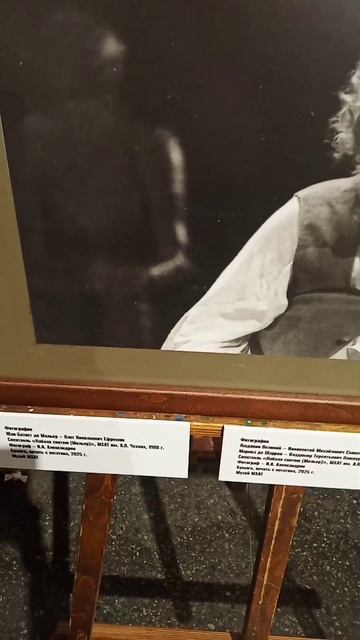 Фотография
Жан-Батист де Мольер — Олег Николаевич Ефремов
Спектакль «Кабала святош (Мольер)», МХАТ им. А.П. Чехова, 1988 г.
Фотограф — И.А. Александров
Бумага, печать с негатива, 2025 г.
Музей МХАТ
Фотография
Людовик Великий — Иннокентий Михайлович
Маркиз де Шаррон — Владимир
Спектакль «Кабала святош (Мольер)», МХАТ им.
Фотограф — И.А. Александров
Бумага, печать с негатива, 2025 г.
Музей МХАТ